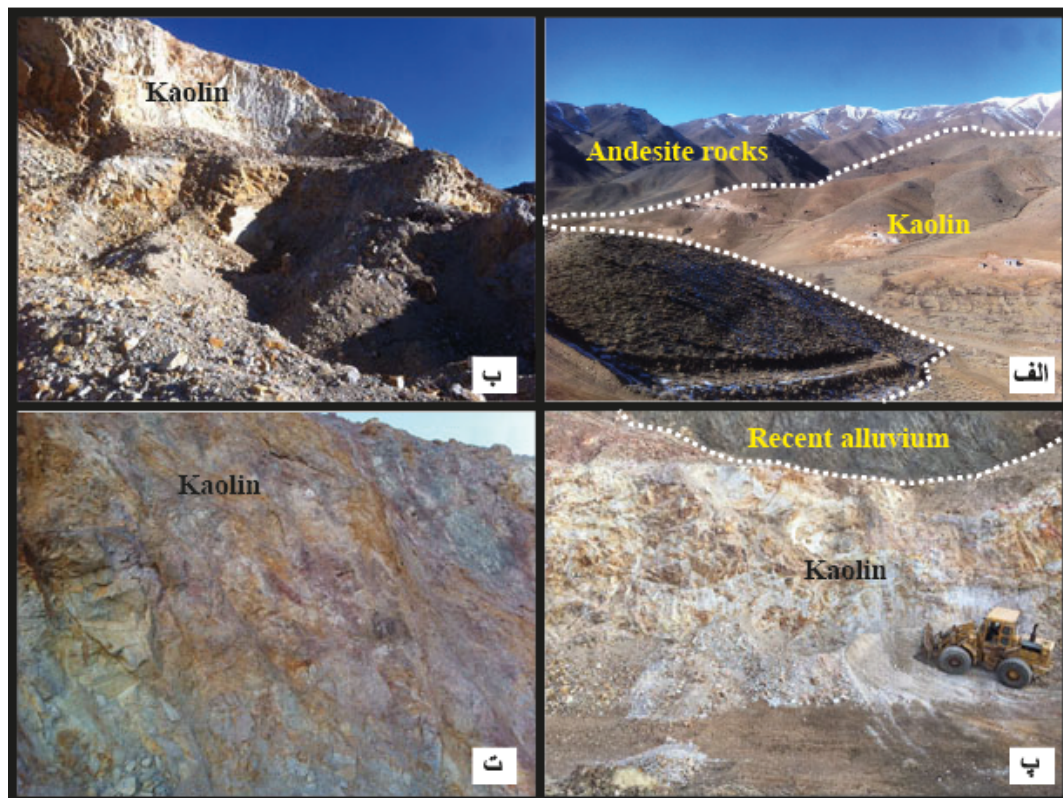 Andesite rocks
Kaolin
الف
Kaolin
ب
Recent alluvium
Kaolin
پ
Kaolin
ت